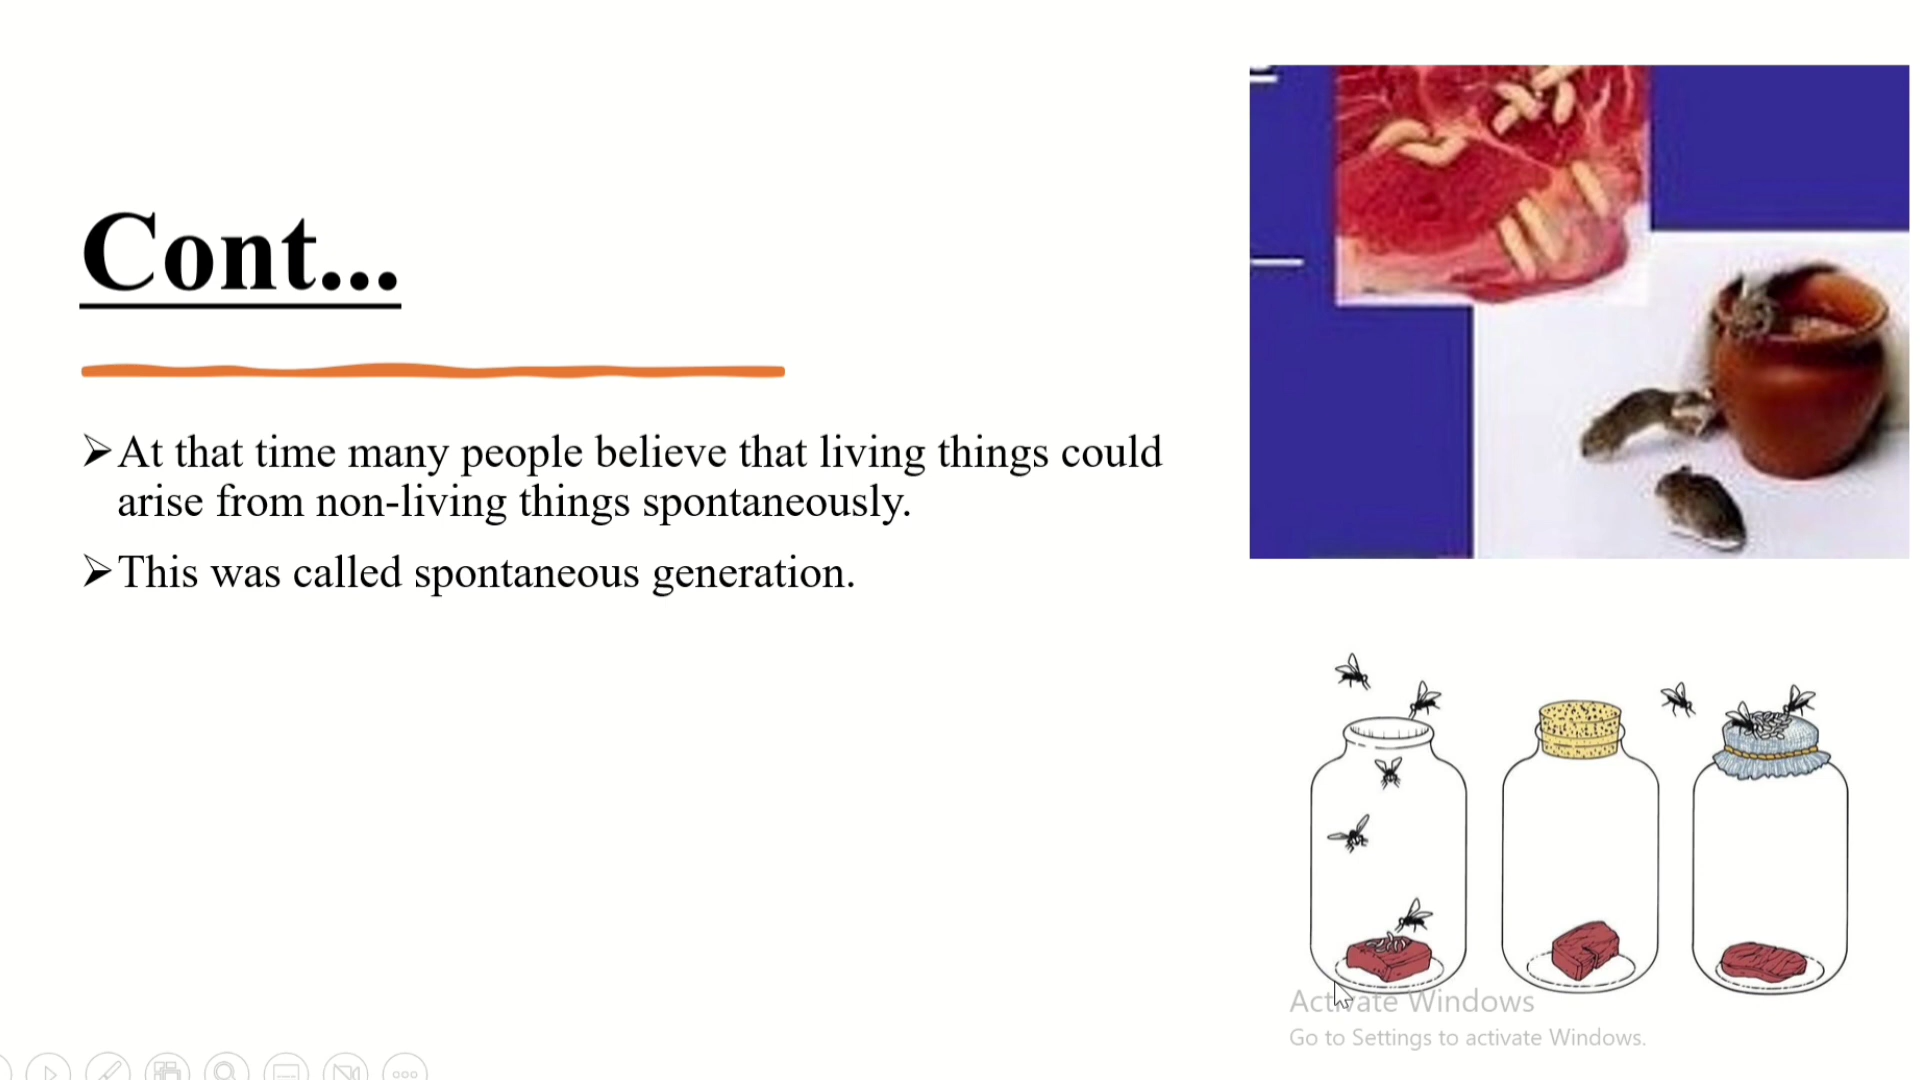 Cont...
➢At that time many people believe that living things could
arise from non-living things spontaneously.
➢This was called spontaneous generation.
Activate Windows
Go to Settings to activate Windows.